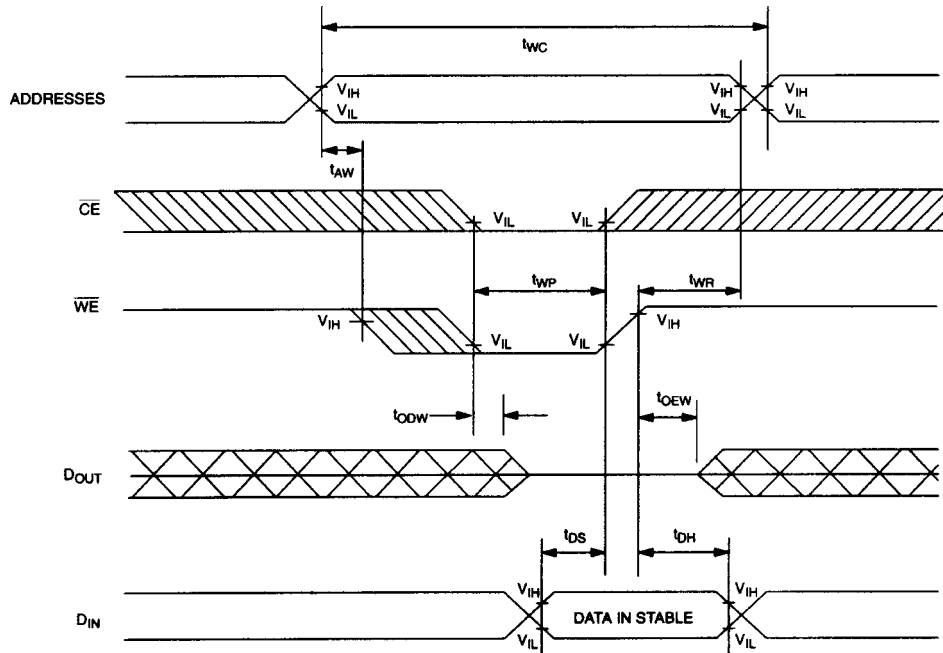 tWC
ADDRESSES
VIH VIH VIH
VIL VIL VIL
tAW
CE
VIL VIL
tWP tWR
WE
VIH VIH
VIL VIL
tODW tOEW
DOUT
tDS tDH
VIH VIH
DIN DATA IN STABLE
VIL VIL